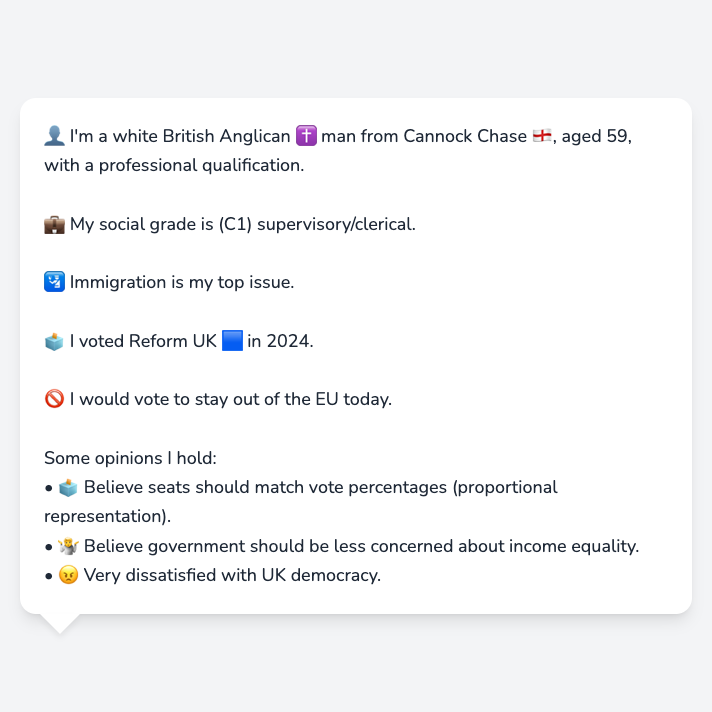 👤 I'm a white British Anglican ✝️ man from Cannock Chase 🏴󠁧󠁢󠁥󠁮󠁧󠁿, aged 59,
with a professional qualification.
💼 My social grade is (C1) supervisory/clerical.
🛂 Immigration is my top issue.
🗳️ I voted Reform UK 🟦 in 2024.
🚫 I would vote to stay out of the EU today.
Some opinions I hold:
• 🗳️ Believe seats should match vote percentages (proportional
representation).
• 🤷 Believe government should be less concerned about income equality.
• 😠 Very dissatisfied with UK democracy.